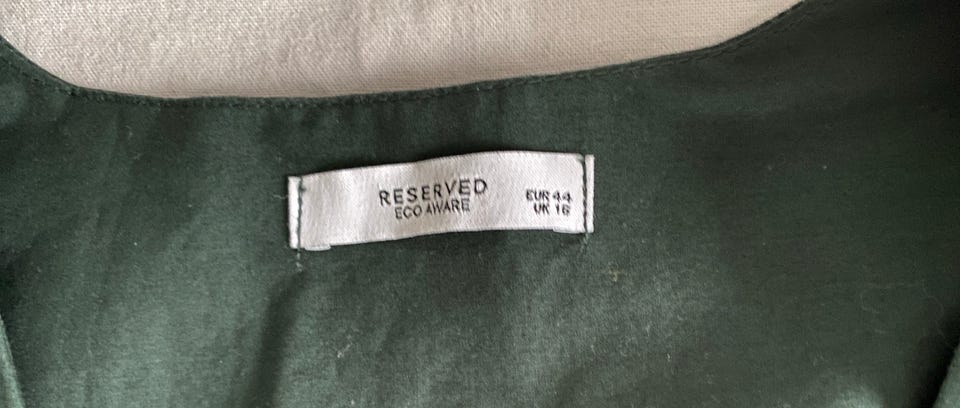 RESERVED
ECO AWARE
EUR 44
UK 16